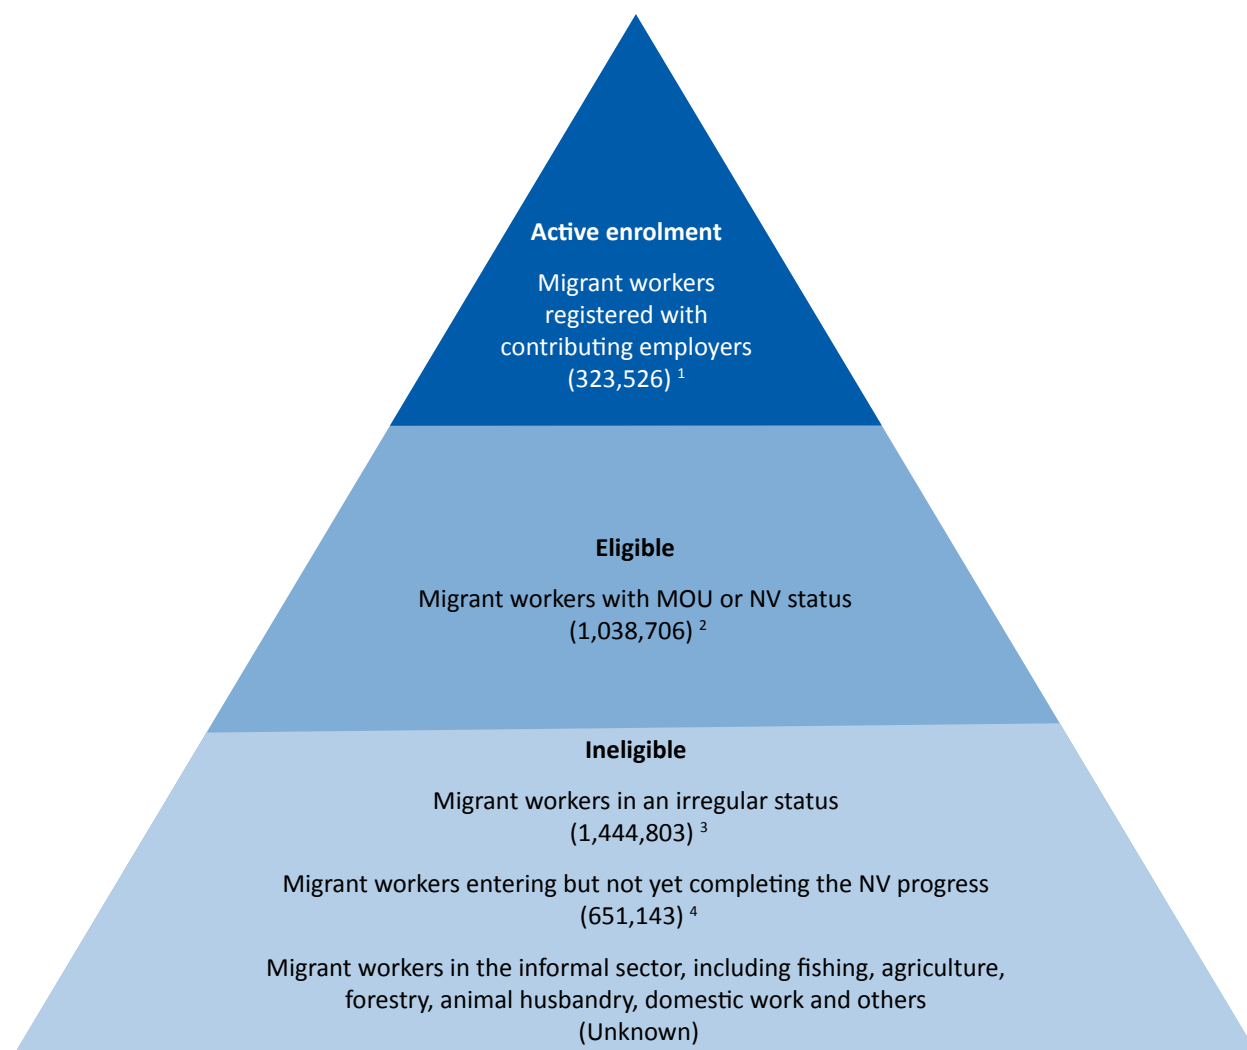 Active enrolment
Migrant workers
registered with
contributing employers
(323,526) 1
Eligible
Migrant workers with MOU or NV status
(1,038,706) 2
Ineligible
Migrant workers in an irregular status
(1,444,803) 3
Migrant workers entering but not yet completing the NV progress
(651,143) 4
Migrant workers in the informal sector, including fishing, agriculture,
forestry, animal husbandry, domestic work and others
(Unknown)